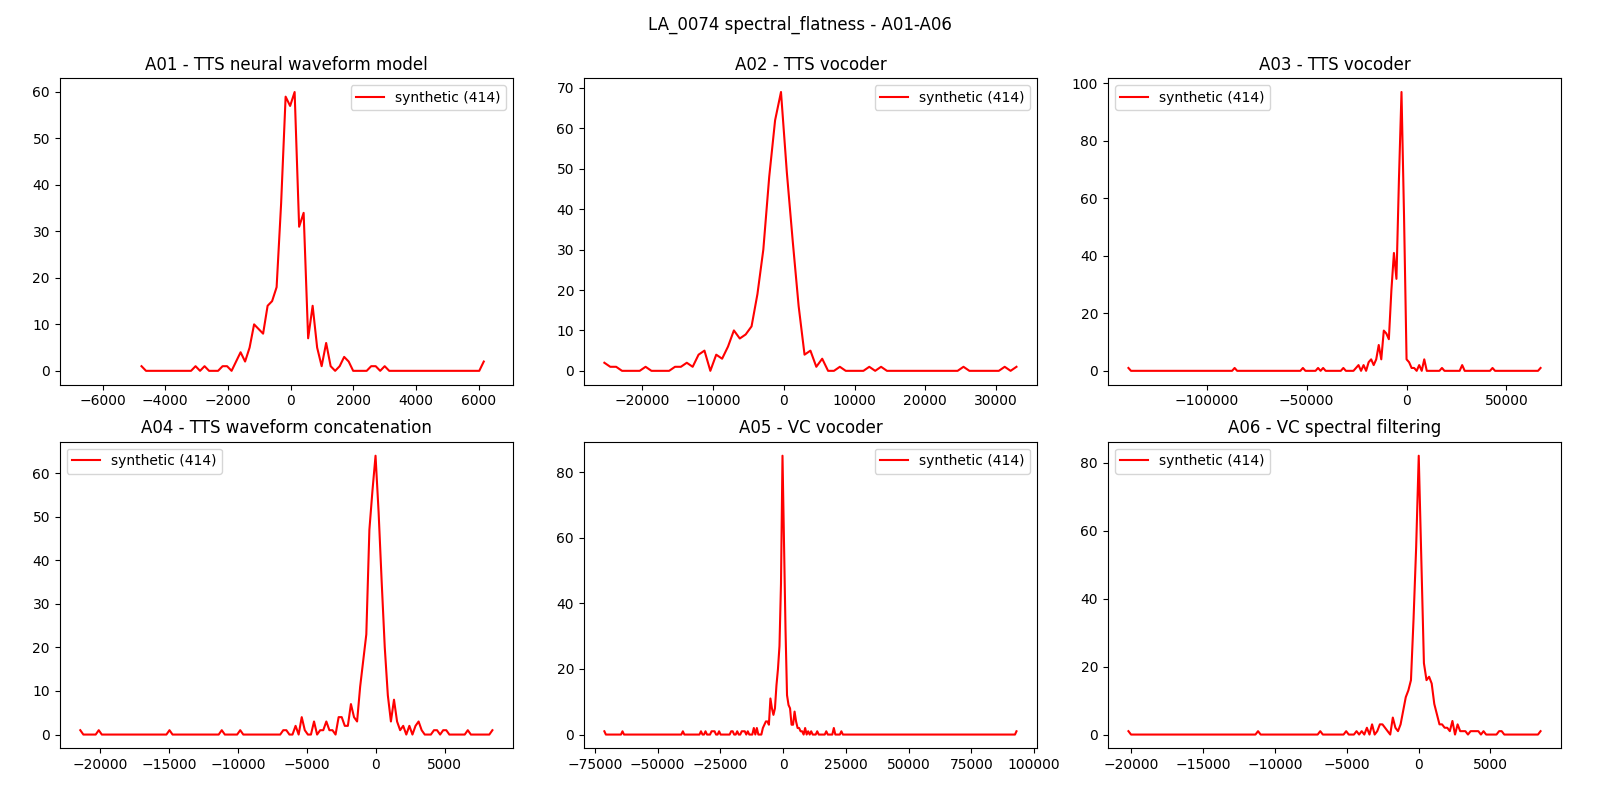 LA_0074 spectral_flatness - A01-A06
A01 - TTS neural waveform model
synthetic (414)
60
50
40
30
20
10
0
−6000 −4000 −2000 0 2000 4000 6000
A02 - TTS vocoder
synthetic (414)
70
60
50
40
30
20
10
0
−20000 −10000 0 10000 20000 30000
A03 - TTS vocoder
synthetic (414)
100
80
60
40
20
0
−100000 −50000 0 50000
A04 - TTS waveform concatenation
synthetic (414)
60
50
40
30
20
10
0
−20000 −15000 −10000 −5000 0 5000
A05 - VC vocoder
synthetic (414)
80
60
40
20
0
−75000 −50000 −25000 0 25000 50000 75000 100000
A06 - VC spectral filtering
synthetic (414)
80
60
40
20
0
−20000 −15000 −10000 −5000 0 5000